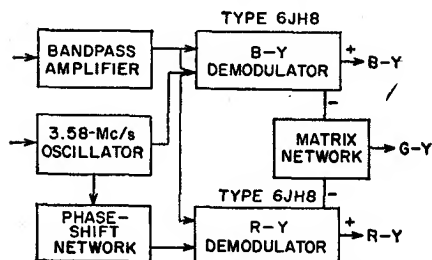 TYPE 6JH8
BANDPASS
AMPLIFIER
B-Y
DEMODULATOR
+
B-Y
-
3.58-Mc/s
OSCILLATOR
MATRIX
NETWORK
G-Y
-
TYPE 6JH8
PHASE-
SHIFT
NETWORK
R-Y
DEMODULATOR
+
R-Y